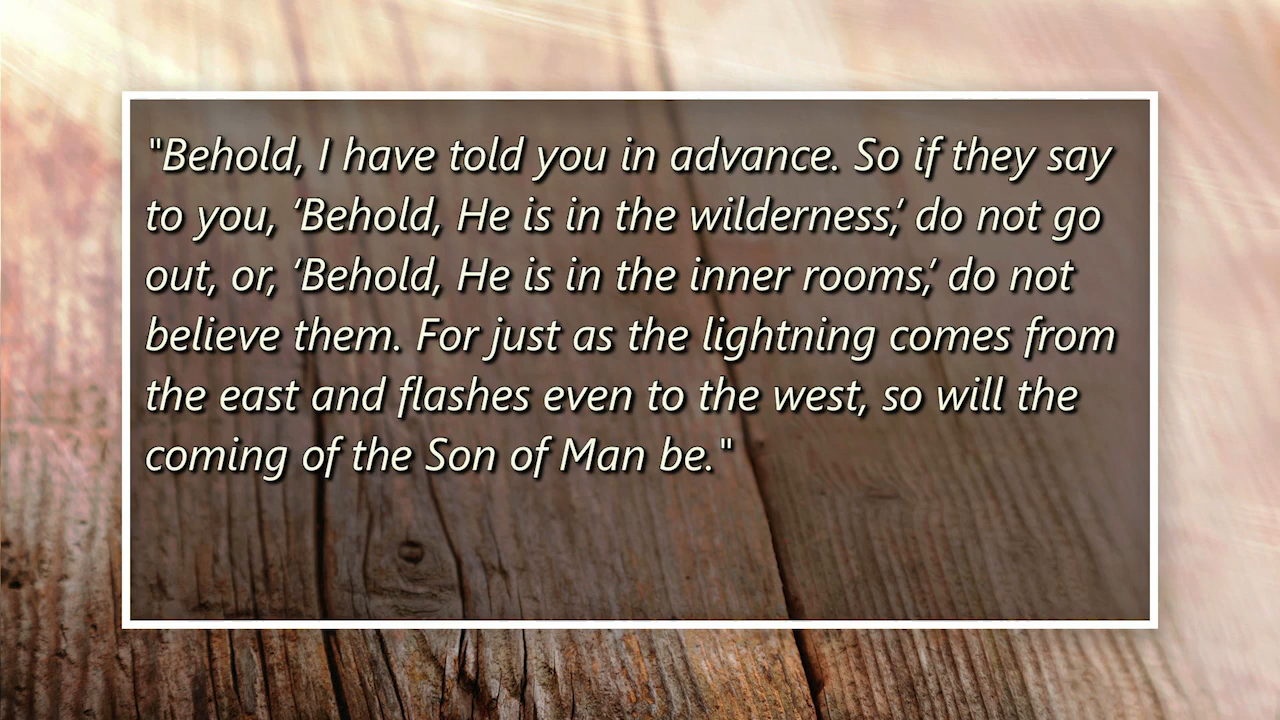 "Behold, I have told you in advance. So if they say
to you, ‘Behold, He is in the wilderness,’ do not go
out, or, ‘Behold, He is in the inner rooms,’ do not
believe them. For just as the lightning comes from
the east and flashes even to the west, so will the
coming of the Son of Man be."